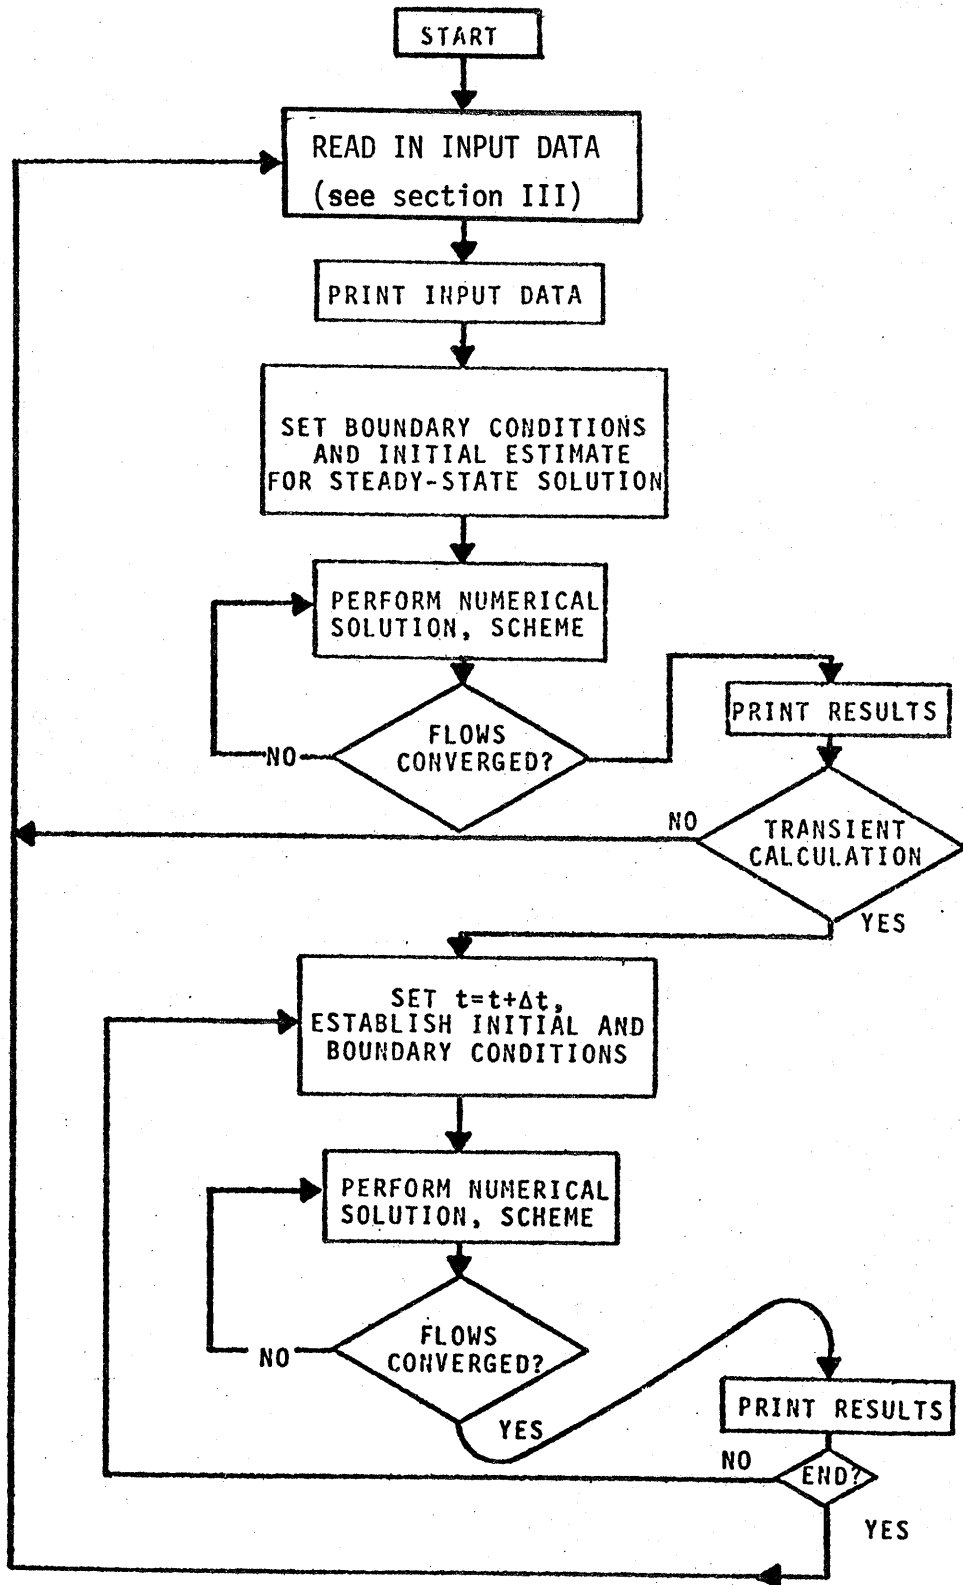 START
READ IN INPUT DATA
(see section III)
PRINT INPUT DATA
SET BOUNDARY CONDITIONS
AND INITIAL ESTIMATE
FOR STEADY-STATE SOLUTION
PERFORM NUMERICAL
SOLUTION, SCHEME
FLOWS
CONVERGED?
NO
PRINT RESULTS
NO
TRANSIENT
CALCULATION
YES
SET t=t+Δt,
ESTABLISH INITIAL AND
BOUNDARY CONDITIONS
PERFORM NUMERICAL
SOLUTION, SCHEME
FLOWS
CONVERGED?
NO
YES
PRINT RESULTS
NO
END?
YES